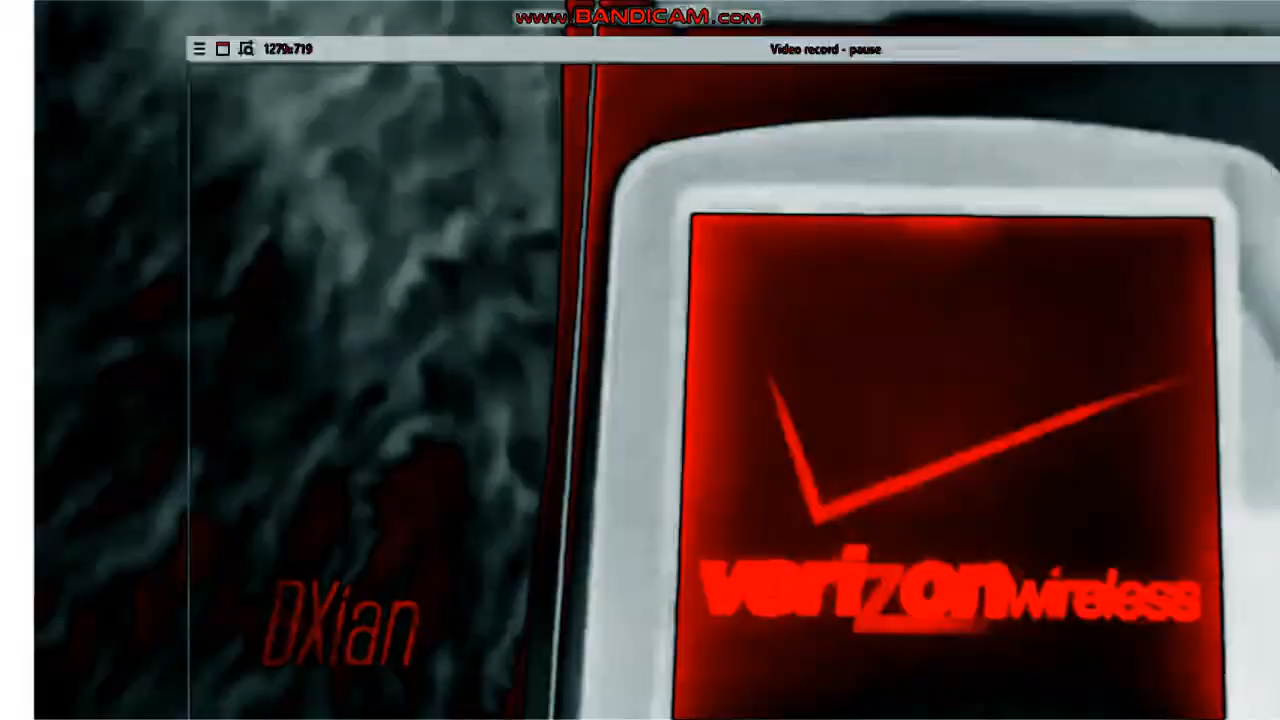 www.BANDICAM.com
1279x719
Video record - pause
verizonwireless
DXian